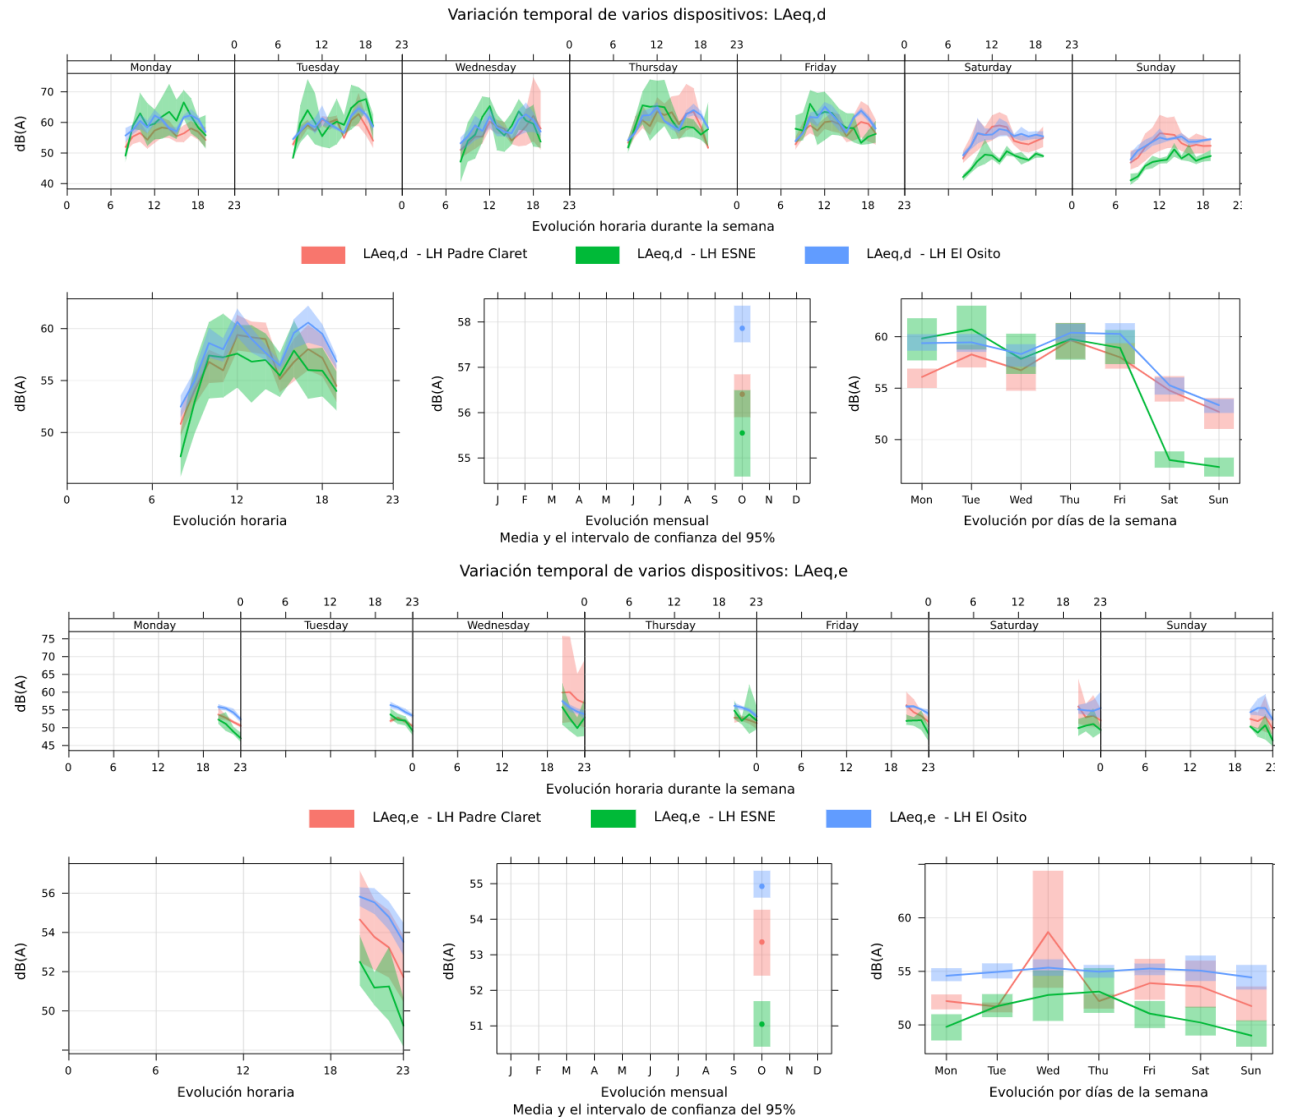 Variación temporal de varios dispositivos: LAeq,d
0 6 12 18 23 0 6 12 18 23 0 6 12 18 23
Monday Tuesday Wednesday Thursday Friday Saturday Sunday
70
60
50
40
dB(A)
0 6 12 18 23 0 6 12 18 23 0 6 12 18 23 0 6 12 18
Evolución horaria durante la semana
LAeq,d - LH Padre Claret LAeq,d - LH ESNE LAeq,d - LH El Osito
60
55
50
dB(A)
0 6 12 18 23
Evolución horaria
58
57
56
55
dB(A)
J F M A M J J A S O N D
Evolución mensual
Media y el intervalo de confianza del 95%
60
55
50
dB(A)
Mon Tue Wed Thu Fri Sat Sun
Evolución por días de la semana
Variación temporal de varios dispositivos: LAeq,e
0 6 12 18 23 0 6 12 18 23 0 6 12 18 23
Monday Tuesday Wednesday Thursday Friday Saturday Sunday
75
70
65
60
55
50
45
dB(A)
0 6 12 18 23 0 6 12 18 23 0 6 12 18 23 0 6 12 18
Evolución horaria durante la semana
LAeq,e - LH Padre Claret LAeq,e - LH ESNE LAeq,e - LH El Osito
56
54
52
50
dB(A)
0 6 12 23
Evolución horaria
55
54
53
52
51
dB(A)
J F M A M J J A S O N D
Evolución mensual
Media y el intervalo de confianza del 95%
60
55
50
dB(A)
Mon Tue Wed Thu Fri Sat Sun
Evolución por días de la semana